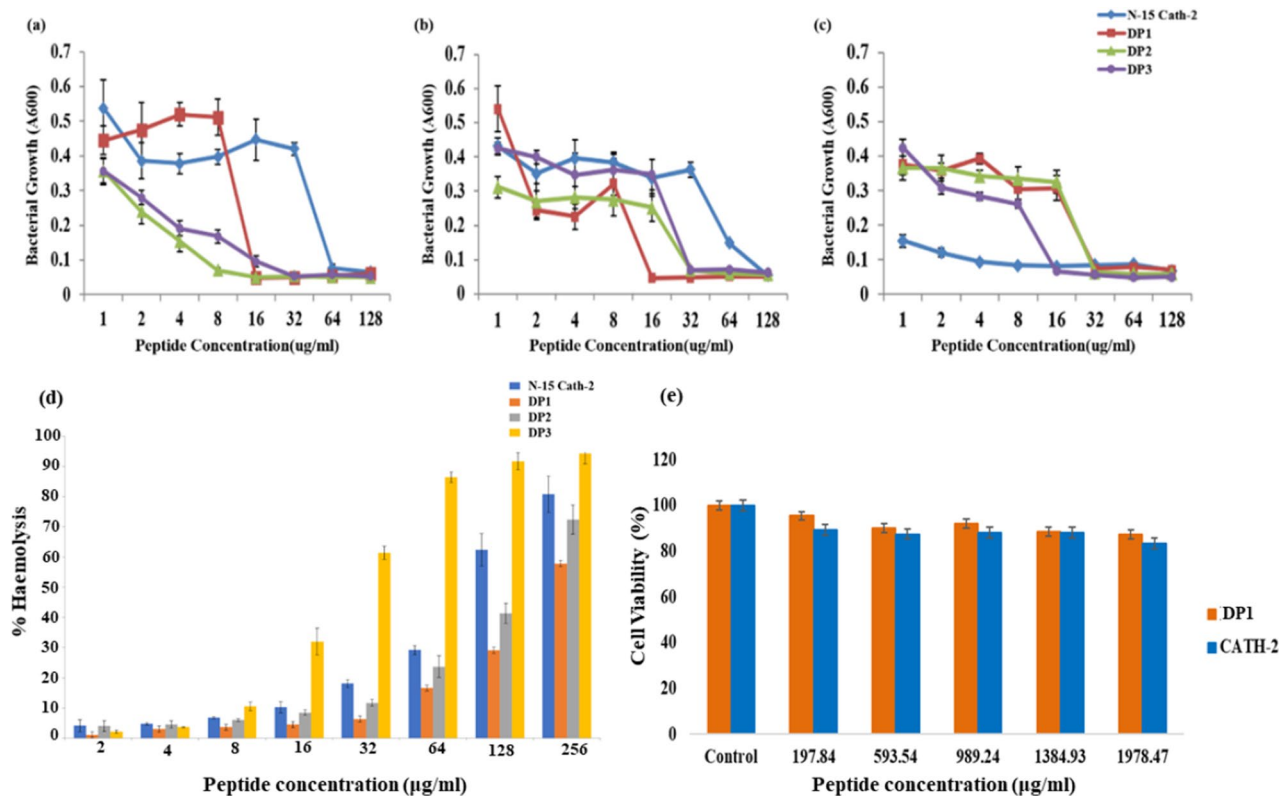 (a)
0.7
0.6
0.5
0.4
0.3
0.2
0.1
0
Bacterial Growth (A600)
1 2 4 8 16 32 64 128
Peptide Concentration(ug/ml)
(b)
0.7
0.6
0.5
0.4
0.3
0.2
0.1
0
Bacterial Growth (A600)
1 2 4 8 16 32 64 128
Peptide Concentration(ug/ml)
(c)
N-15 Cath-2
DP1
DP2
DP3
0.7
0.6
0.5
0.4
0.3
0.2
0.1
0
Bacterial Growth (A600)
1 2 4 8 16 32 64 128
Peptide Concentration(ug/ml)
(d)
N-15 Cath-2
DP1
DP2
DP3
100
90
80
70
60
50
40
30
20
10
0
% Haemolysis
2 4 8 16 32 64 128 256
Peptide concentration (µg/ml)
(e)
120
100
80
60
40
20
0
Cell Viability (%)
DP1
CATH-2
Control 197.84 593.54 989.24 1384.93 1978.47
Peptide concentration (µg/ml)